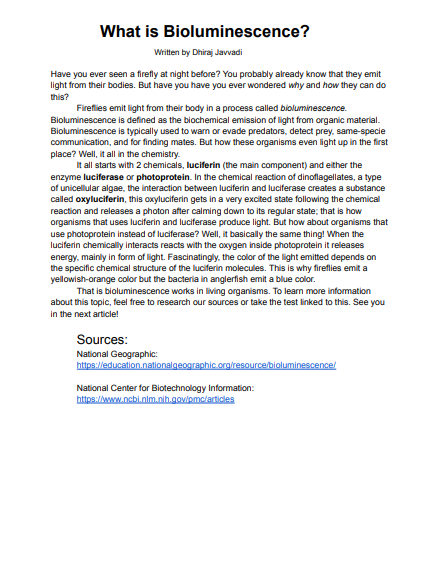 What is Bioluminescence?
Written by Dhiraj Javvadi
Have you ever seen a firefly at night before? You probably already know that they emit
light from their bodies. But have you have you ever wondered why and how they can do
this?
Fireflies emit light from their body in a process called bioluminescence.
Bioluminescence is defined as the biochemical emission of light from organic material.
Bioluminescence is typically used to warn or evade predators, detect prey, same-specie
communication, and for finding mates. But how these organisms even light up in the first
place? Well, it all in the chemistry.
It all starts with 2 chemicals, luciferin (the main component) and either the
enzyme luciferase or photoprotein. In the chemical reaction of dinoflagellates, a type
of unicellular algae, the interaction between luciferin and luciferase creates a substance
called oxyluciferin, this oxyluciferin gets in a very excited state following the chemical
reaction and releases a photon after calming down to its regular state; that is how
organisms that uses luciferin and luciferase produce light. But how about organisms that
use photoprotein instead of luciferase? Well, it basically the same thing! When the
luciferin chemically interacts reacts with the oxygen inside photoprotein it releases
energy, mainly in form of light. Fascinatingly, the color of the light emitted depends on
the specific chemical structure of the luciferin molecules. This is why fireflies emit a
yellowish-orange color but the bacteria in anglerfish emit a blue color.
That is bioluminescence works in living organisms. To learn more information
about this topic, feel free to research our sources or take the test linked to this. See you
in the next article!
Sources:
National Geographic:
https://education.nationalgeographic.org/resource/bioluminescence/
National Center for Biotechnology Information:
https://www.ncbi.nlm.nih.gov/pmc/articles